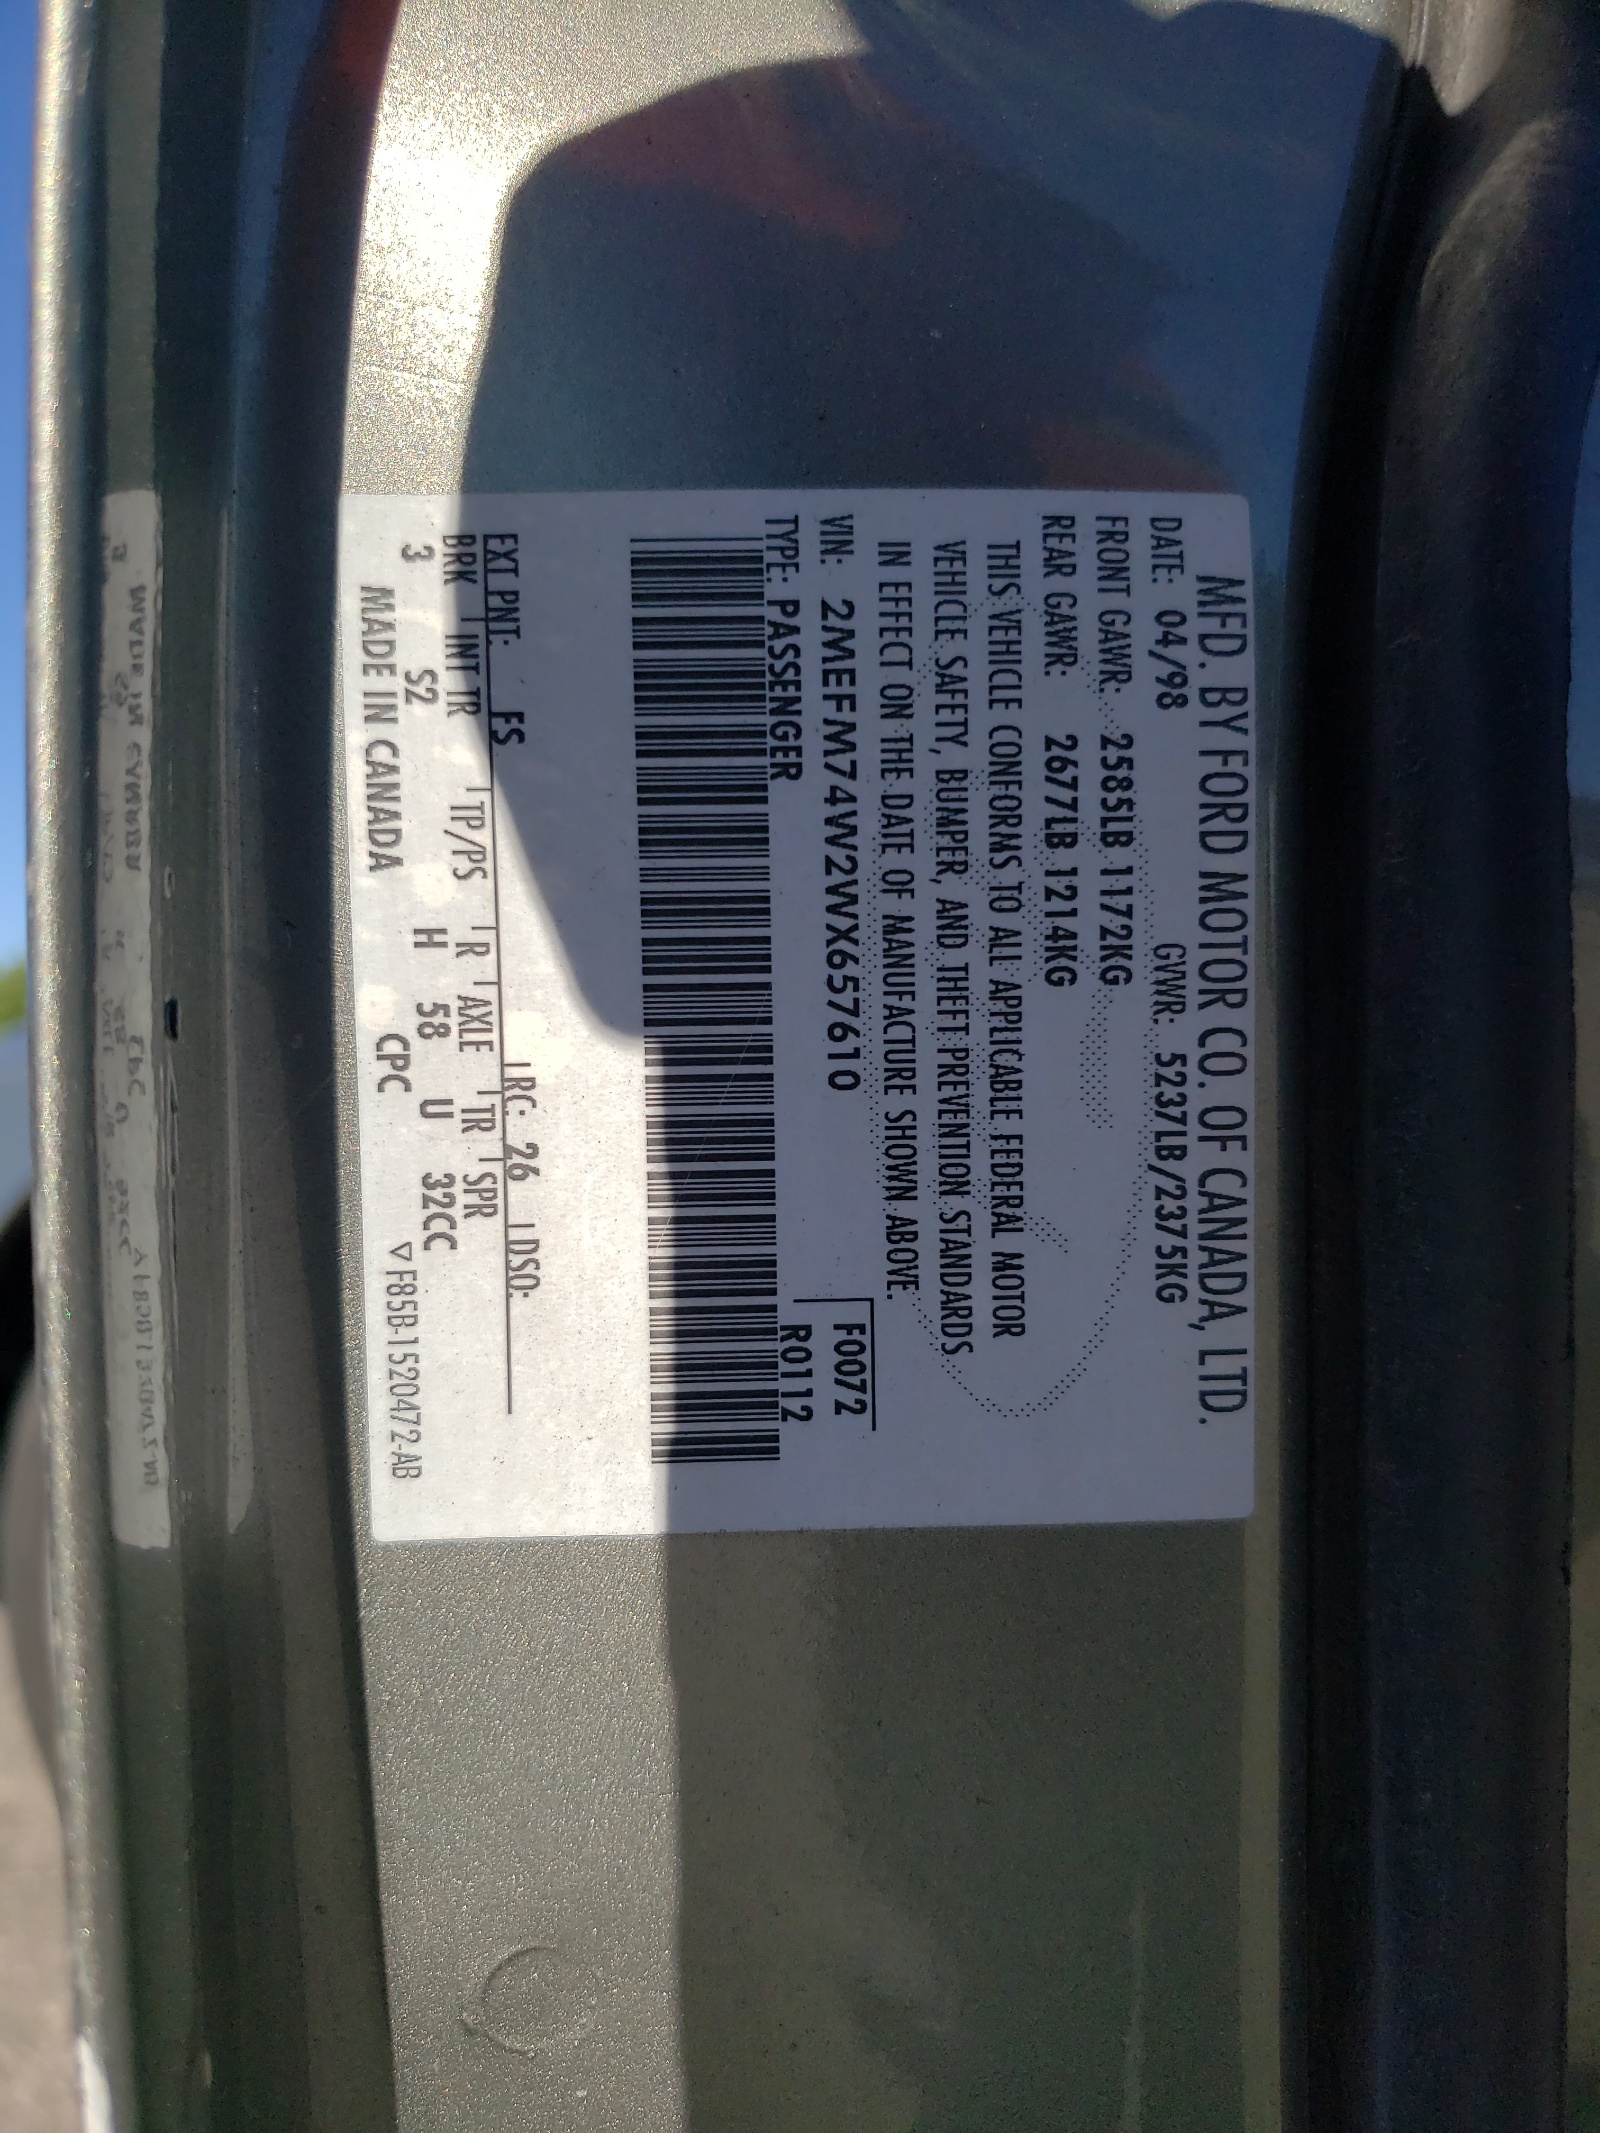 MFD. BY FORD MOTOR CO. OF CANADA, LTD.
DATE: 04/98 GVWR: 5237LB/2375KG
FRONT GAWR: 2585LB 1172KG
REAR GAWR: 2677LB 1214KG
THIS VEHICLE CONFORMS TO ALL APPLICABLE FEDERAL MOTOR
VEHICLE SAFETY, BUMPER, AND THEFT PREVENTION STANDARDS
IN EFFECT ON THE DATE OF MANUFACTURE SHOWN ABOVE.
VIN: 2MEFM74W2WX657610 F0072
TYPE: PASSENGER R0112
EXT PNT: FS RC: 26 DSO:
BRK INT TR TP/PS R AXLE TR SPR
3 S2 H 58 U 32CC
MADE IN CANADA CPC ▽F85B-1520472-AB